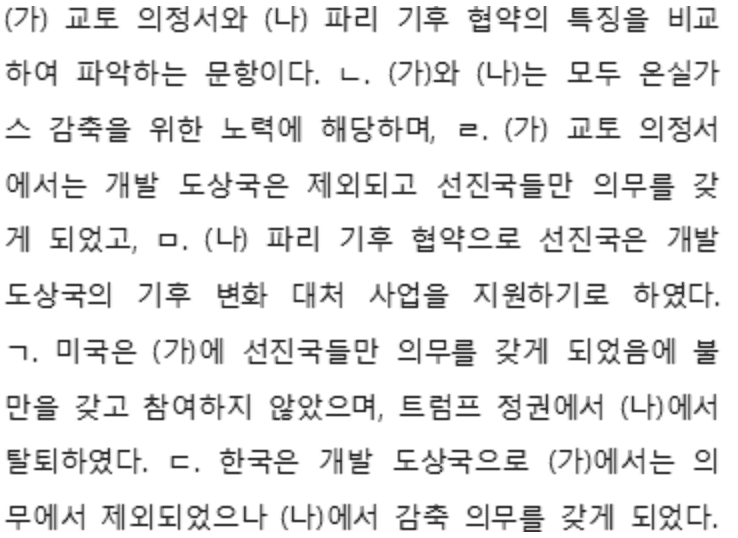 (가) 교토 의정서와 (나) 파리 기후 협약의 특징을 비교
하여 파악하는 문항이다. ㄴ. (가)와 (나)는 모두 온실가
스 감축을 위한 노력에 해당하며, ㄹ. (가) 교토 의정서
에서는 개발 도상국은 제외되고 선진국들만 의무를 갖
게 되었고, ㅁ. (나) 파리 기후 협약으로 선진국은 개발
도상국의 기후 변화 대처 사업을 지원하기로 하였다.
ㄱ. 미국은 (가)에 선진국들만 의무를 갖게 되었음에 불
만을 갖고 참여하지 않았으며, 트럼프 정권에서 (나)에서
탈퇴하였다. ㄷ. 한국은 개발 도상국으로 (가)에서는 의
무에서 제외되었으나 (나)에서 감축 의무를 갖게 되었다.